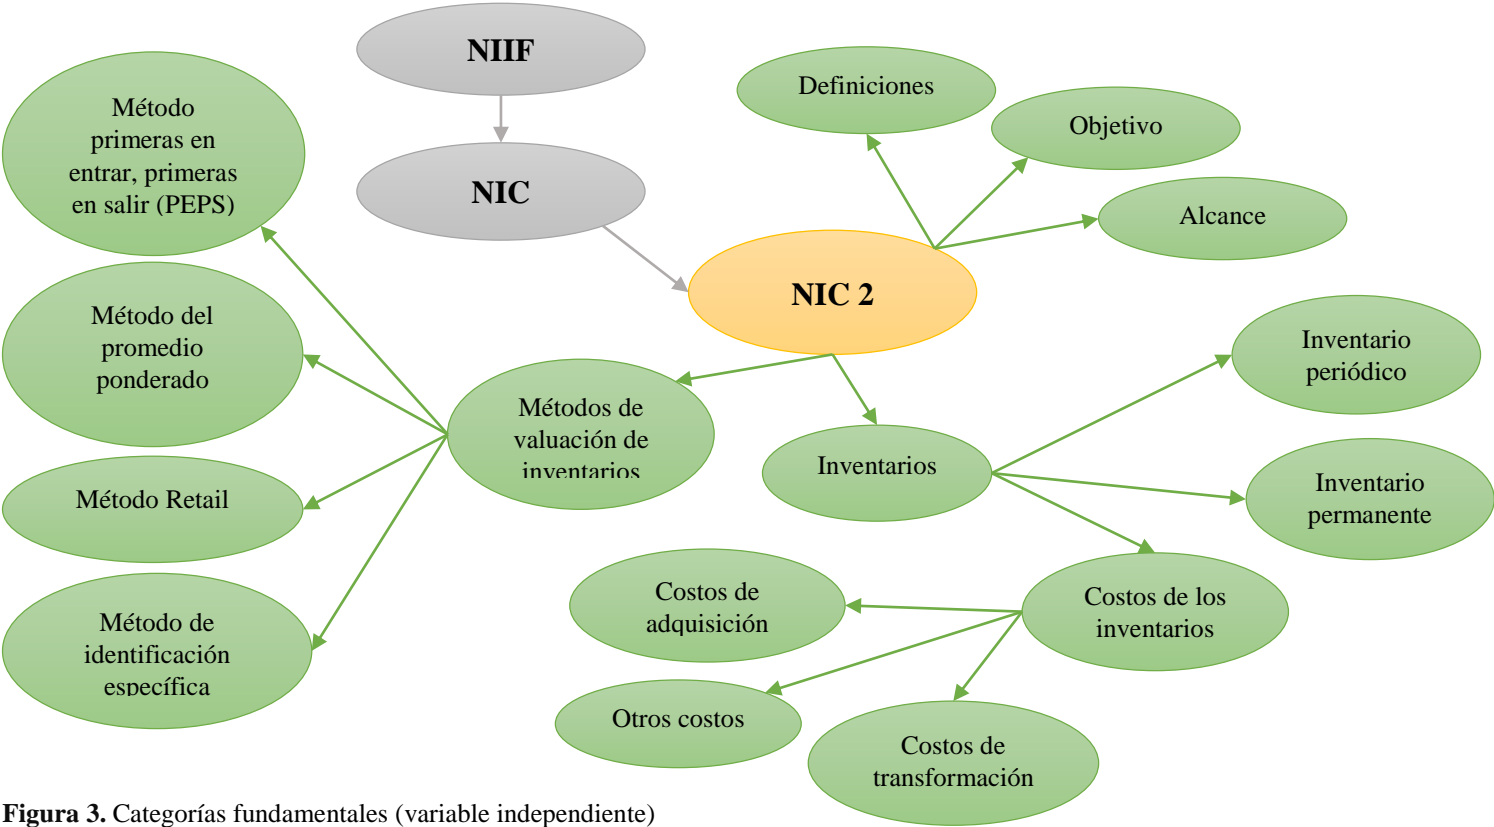 NIIF
NIC
NIC 2
Definiciones
Objetivo
Alcance
Método
primeras en
entrar, primeras
en salir (PEPS)
Método del
promedio
ponderado
Método Retail
Método de
identificación
específica
Métodos de
valuación de
inventarios
Inventarios
Inventario
periódico
Inventario
permanente
Costos de los
inventarios
Costos de
adquisición
Otros costos
Costos de
transformación
Figura 3. Categorías fundamentales (variable independiente)